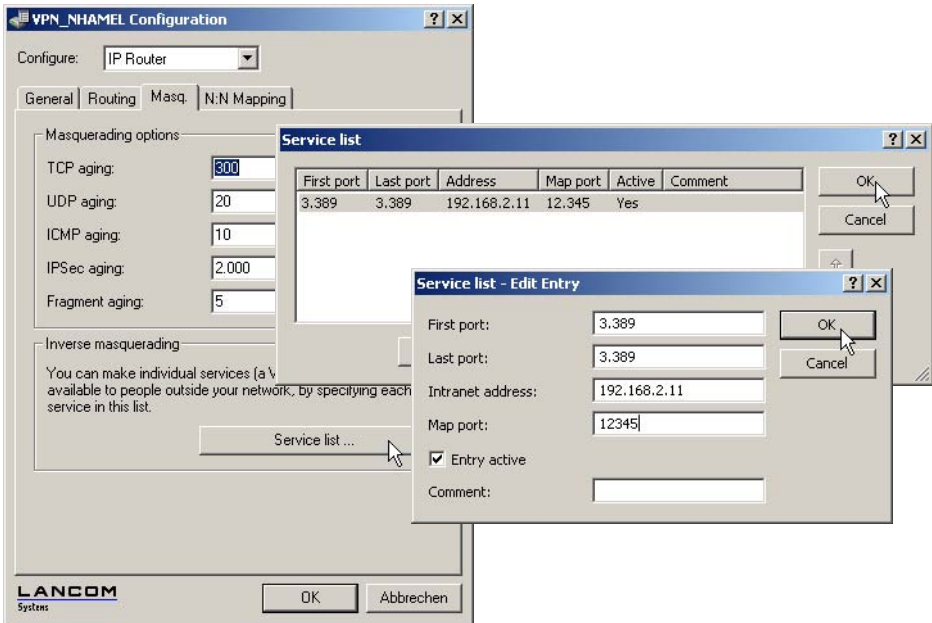 VPN_NHAMEL Configuration
Configure: IP Router
General Routing Masq. N:N Mapping
Masquerading options
TCP aging: 300
UDP aging: 20
ICMP aging: 10
IPSec aging: 2.000
Fragment aging: 5
Inverse masquerading
You can make individual services (a
available to people outside your network, by specifying each
service in this list.
Service list ...
LANCOM
Systems
OK Abbrechen
Service list
First port Last port Address Map port Active Comment
3.389 3.389 192.168.2.11 12.345 Yes
OK
Cancel
Service list - Edit Entry
First port: 3.389
Last port: 3.389
Intranet address: 192.168.2.11
Map port: 12345
Entry active
Comment:
OK
Cancel